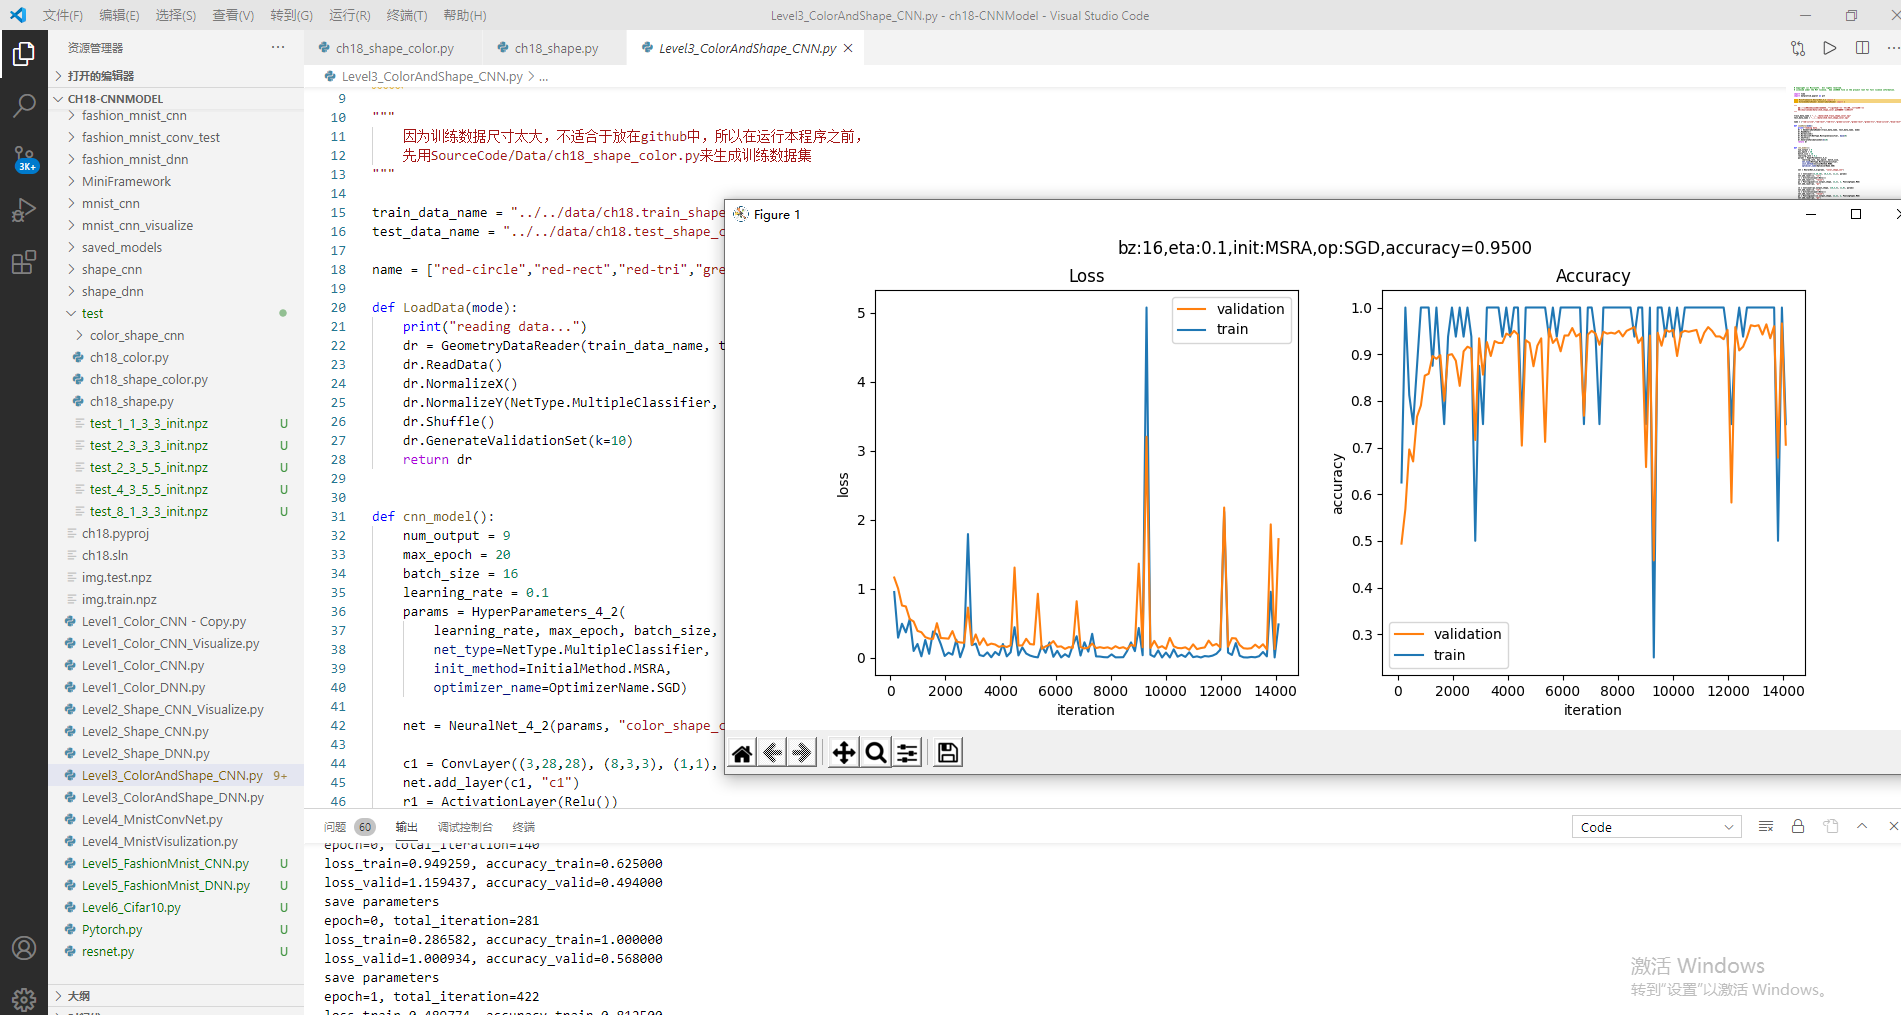 文件(F) 编辑(E) 选择(S) 查看(V) 转到(G) 运行(R) 终端(T) 帮助(H)
Level3_ColorAndShape_CNN.py - ch18-CNNModel - Visual Studio Code
资源管理器
打开的编辑器
CH18-CNNMODEL
fashion_mnist_cnn
fashion_mnist_conv_test
fashion_mnist_dnn
MiniFramework
mnist_cnn
mnist_cnn_visualize
saved_models
shape_cnn
shape_dnn
test
color_shape_cnn
ch18_color.py
ch18_shape_color.py
ch18_shape.py
test_1_1_3_3_init.npz U
test_2_3_3_3_init.npz U
test_2_3_5_5_init.npz U
test_4_3_5_5_init.npz U
test_8_1_3_3_init.npz U
ch18.pyproj
ch18.sln
img.test.npz
img.train.npz
Level1_Color_CNN - Copy.py
Level1_Color_CNN_Visualize.py
Level1_Color_CNN.py
Level1_Color_DNN.py
Level2_Shape_CNN_Visualize.py
Level2_Shape_CNN.py
Level2_Shape_DNN.py
Level3_ColorAndShape_CNN.py 9+
Level3_ColorAndShape_DNN.py
Level4_MnistConvNet.py
Level4_MnistVisulization.py
Level5_FashionMnist_CNN.py U
Level5_FashionMnist_DNN.py U
Level6_Cifar10.py U
Pytorch.py U
resnet.py U
大纲
3K+
ch18_shape_color.py ch18_shape.py Level3_ColorAndShape_CNN.py
Level3_ColorAndShape_CNN.py > ...
9
10 """
11 因为训练数据尺寸太大，不适合于放在github中，所以在运行本程序之前，
12 先用SourceCode/Data/ch18_shape_color.py来生成训练数据集
13 """
14
15 train_data_name = "../../data/ch18.train_shape
16 test_data_name = "../../data/ch18.test_shape_c
17
18 name = ["red-circle","red-rect","red-tri","gre
19
20 def LoadData(mode):
21 print("reading data...")
22 dr = GeometryDataReader(train_data_name, t
23 dr.ReadData()
24 dr.NormalizeX()
25 dr.NormalizeY(NetType.MultipleClassifier,
26 dr.Shuffle()
27 dr.GenerateValidationSet(k=10)
28 return dr
29
30
31 def cnn_model():
32 num_output = 9
33 max_epoch = 20
34 batch_size = 16
35 learning_rate = 0.1
36 params = HyperParameters_4_2(
37 learning_rate, max_epoch, batch_size,
38 net_type=NetType.MultipleClassifier,
39 init_method=InitialMethod.MSRA,
40 optimizer_name=OptimizerName.SGD)
41
42 net = NeuralNet_4_2(params, "color_shape_c
43
44 c1 = ConvLayer((3,28,28), (8,3,3), (1,1),
45 net.add_layer(c1, "c1")
46 r1 = ActivationLayer(Relu())
Figure 1
bz:16,eta:0.1,init:MSRA,op:SGD,accuracy=0.9500
Loss
validation
train
5
4
3
2
1
0
loss
0 2000 4000 6000 8000 10000 12000 14000
iteration
Accuracy
1.0
0.9
0.8
0.7
0.6
0.5
0.4
0.3
accuracy
validation
train
0 2000 4000 6000 8000 10000 12000 14000
iteration
问题 60 输出 调试控制台 终端
Code
epoch=0, total_iteration=140
loss_train=0.949259, accuracy_train=0.625000
loss_valid=1.159437, accuracy_valid=0.494000
save parameters
epoch=0, total_iteration=281
loss_train=0.286582, accuracy_train=1.000000
loss_valid=1.000934, accuracy_valid=0.568000
save parameters
epoch=1, total_iteration=422
loss_train=0.489774, accuracy_train=0.812500
激活 Windows
转到"设置"以激活 Windows。